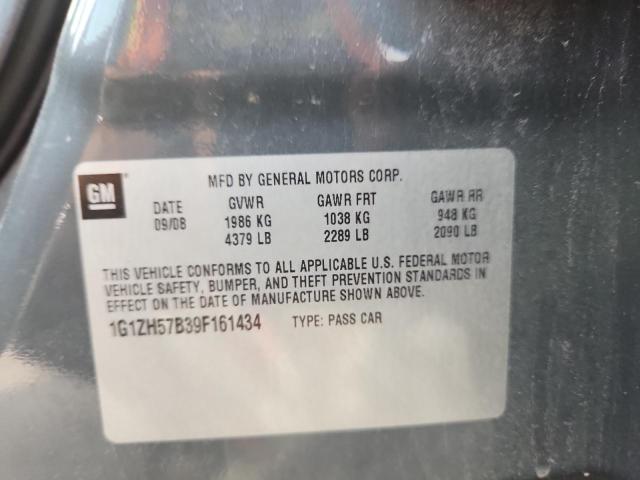 GM
MFD BY GENERAL MOTORS CORP.
DATE GVWR GAWR FRT GAWR RR
09/08 1986 KG 1038 KG 948 KG
4379 LB 2289 LB 2090 LB
THIS VEHICLE CONFORMS TO ALL APPLICABLE U.S. FEDERAL MOTOR
VEHICLE SAFETY, BUMPER, AND THEFT PREVENTION STANDARDS IN
EFFECT ON THE DATE OF MANUFACTURE SHOWN ABOVE.
1G1ZH57B39F161434 TYPE: PASS CAR